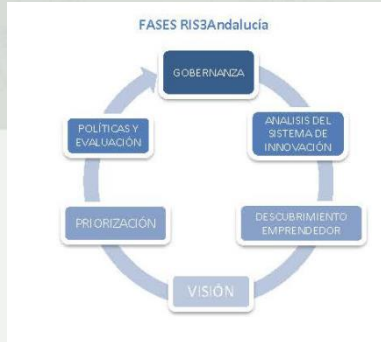 FASES RIS3Andalucía
GOBERNANZA
ANALISIS DEL
SISTEMA DE
INNOVACIÓN
DESCUBRIMIENTO
EMPRENDEDOR
VISIÓN
PRIORIZACIÓN
POLÍTICAS Y
EVALUACIÓN